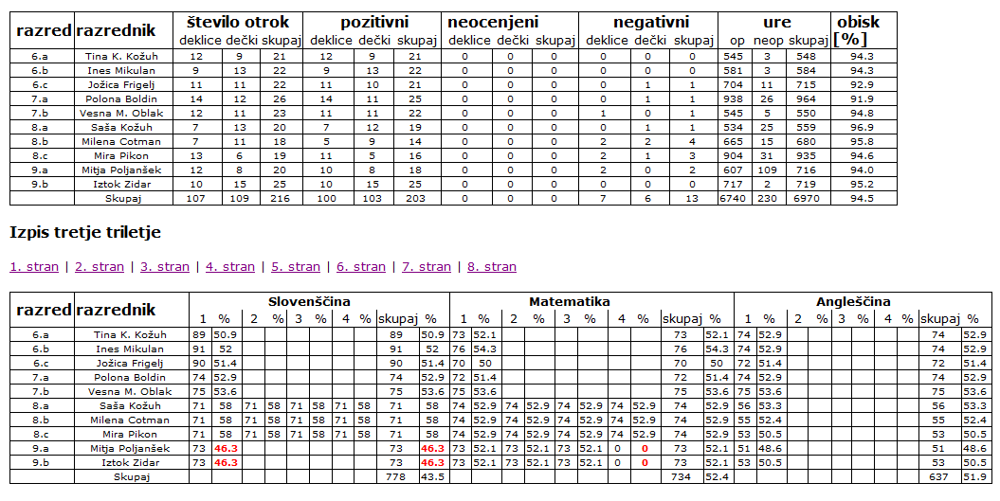 razred razrednik število otrok pozitivni neocenjeni negativni ure obisk [%]
deklice dečki skupaj deklice dečki skupaj deklice dečki skupaj deklice dečki skupaj op neop skupaj
6.a Tina K. Kožuh 12 9 21 12 9 21 0 0 0 0 0 0 545 3 548 94.3
6.b Ines Mikulan 9 13 22 9 13 22 0 0 0 0 0 0 581 3 584 94.3
6.c Jožica Frigelj 11 11 22 11 10 21 0 0 0 0 1 1 704 11 715 92.9
7.a Polona Boldin 14 12 26 14 11 25 0 0 0 0 1 1 938 26 964 91.9
7.b Vesna M. Oblak 12 11 23 11 11 22 0 0 0 1 0 1 545 5 550 94.8
8.a Saša Kožuh 7 13 20 7 12 19 0 0 0 0 1 1 534 25 559 96.9
8.b Milena Cotman 7 11 18 5 9 14 0 0 0 2 2 4 665 15 680 95.8
8.c Mira Pikon 13 6 19 11 5 16 0 0 0 2 1 3 904 31 935 94.6
9.a Mitja Poljanšek 12 8 20 10 8 18 0 0 0 2 0 2 607 109 716 94.0
9.b Iztok Zidar 10 15 25 10 15 25 0 0 0 0 0 0 717 2 719 95.2
Skupaj 107 109 216 100 103 203 0 0 0 7 6 13 6740 230 6970 94.5
Izpis tretje triletje
1. stran | 2. stran | 3. stran | 4. stran | 5. stran | 6. stran | 7. stran | 8. stran
razred razrednik Slovenščina Matematika Angleščina
1 % 2 % 3 % 4 % skupaj % 1 % 2 % 3 % 4 % skupaj % 1 % 2 % 3 % 4 % skupaj %
6.a Tina K. Kožuh 89 50.9 89 50.9 73 52.1 73 52.1 74 52.9 74 52.9
6.b Ines Mikulan 91 52 91 52 76 54.3 76 54.3 74 52.9 74 52.9
6.c Jožica Frigelj 90 51.4 90 51.4 70 50 70 50 72 51.4 72 51.4
7.a Polona Boldin 74 52.9 74 52.9 72 51.4 72 51.4 74 52.9 74 52.9
7.b Vesna M. Oblak 75 53.6 75 53.6 75 53.6 75 53.6 75 53.6 75 53.6
8.a Saša Kožuh 71 58 71 58 71 58 71 58 71 58 74 52.9 74 52.9 74 52.9 74 52.9 74 52.9 56 53.3 56 53.3
8.b Milena Cotman 71 58 71 58 71 58 71 58 71 58 74 52.9 74 52.9 74 52.9 74 52.9 74 52.9 55 52.4 55 52.4
8.c Mira Pikon 71 58 71 58 71 58 71 58 71 58 74 52.9 74 52.9 74 52.9 74 52.9 74 52.9 53 50.5 53 50.5
9.a Mitja Poljanšek 73 46.3 73 46.3 73 52.1 73 52.1 73 52.1 0 0 73 52.1 51 48.6 51 48.6
9.b Iztok Zidar 73 46.3 73 46.3 73 52.1 73 52.1 73 52.1 0 0 73 52.1 53 50.5 53 50.5
Skupaj 778 43.5 734 52.4 637 51.9